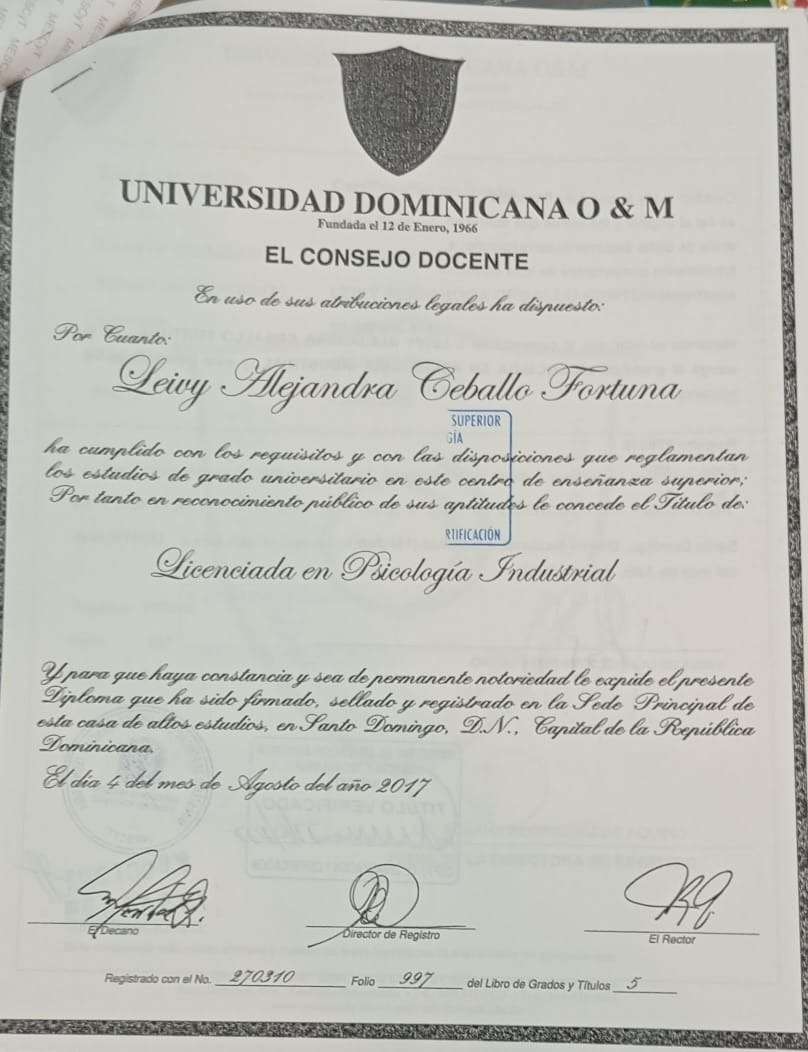 UNIVERSIDAD DOMINICANA O & M
Fundada el 12 de Enero, 1966
EL CONSEJO DOCENTE
En uso de sus atribuciones legales ha dispuesto:
Por Cuanto:
Leivy Alejandra Ceballo Fortuna
SUPERIOR
GÍA
ha cumplido con los requisitos y con las disposiciones que reglamentan
los estudios de grado universitario en este centro de enseñanza superior;
Por tanto en reconocimiento público de sus aptitudes le concede el Título de:
RTIFICACIÓN
Licenciada en Psicología Industrial
Y para que haya constancia y sea de permanente notoriedad le expide el presente
Diploma que ha sido firmado, sellado y registrado en la Sede Principal de
esta casa de altos estudios, en Santo Domingo, D.N., Capital de la República
Dominicana.
El dia 4 del mes de Agosto del año 2017
El Decano
Director de Registro
El Rector
Registrado con el No. 270310 Folio 997 del Libro de Grados y Títulos 5